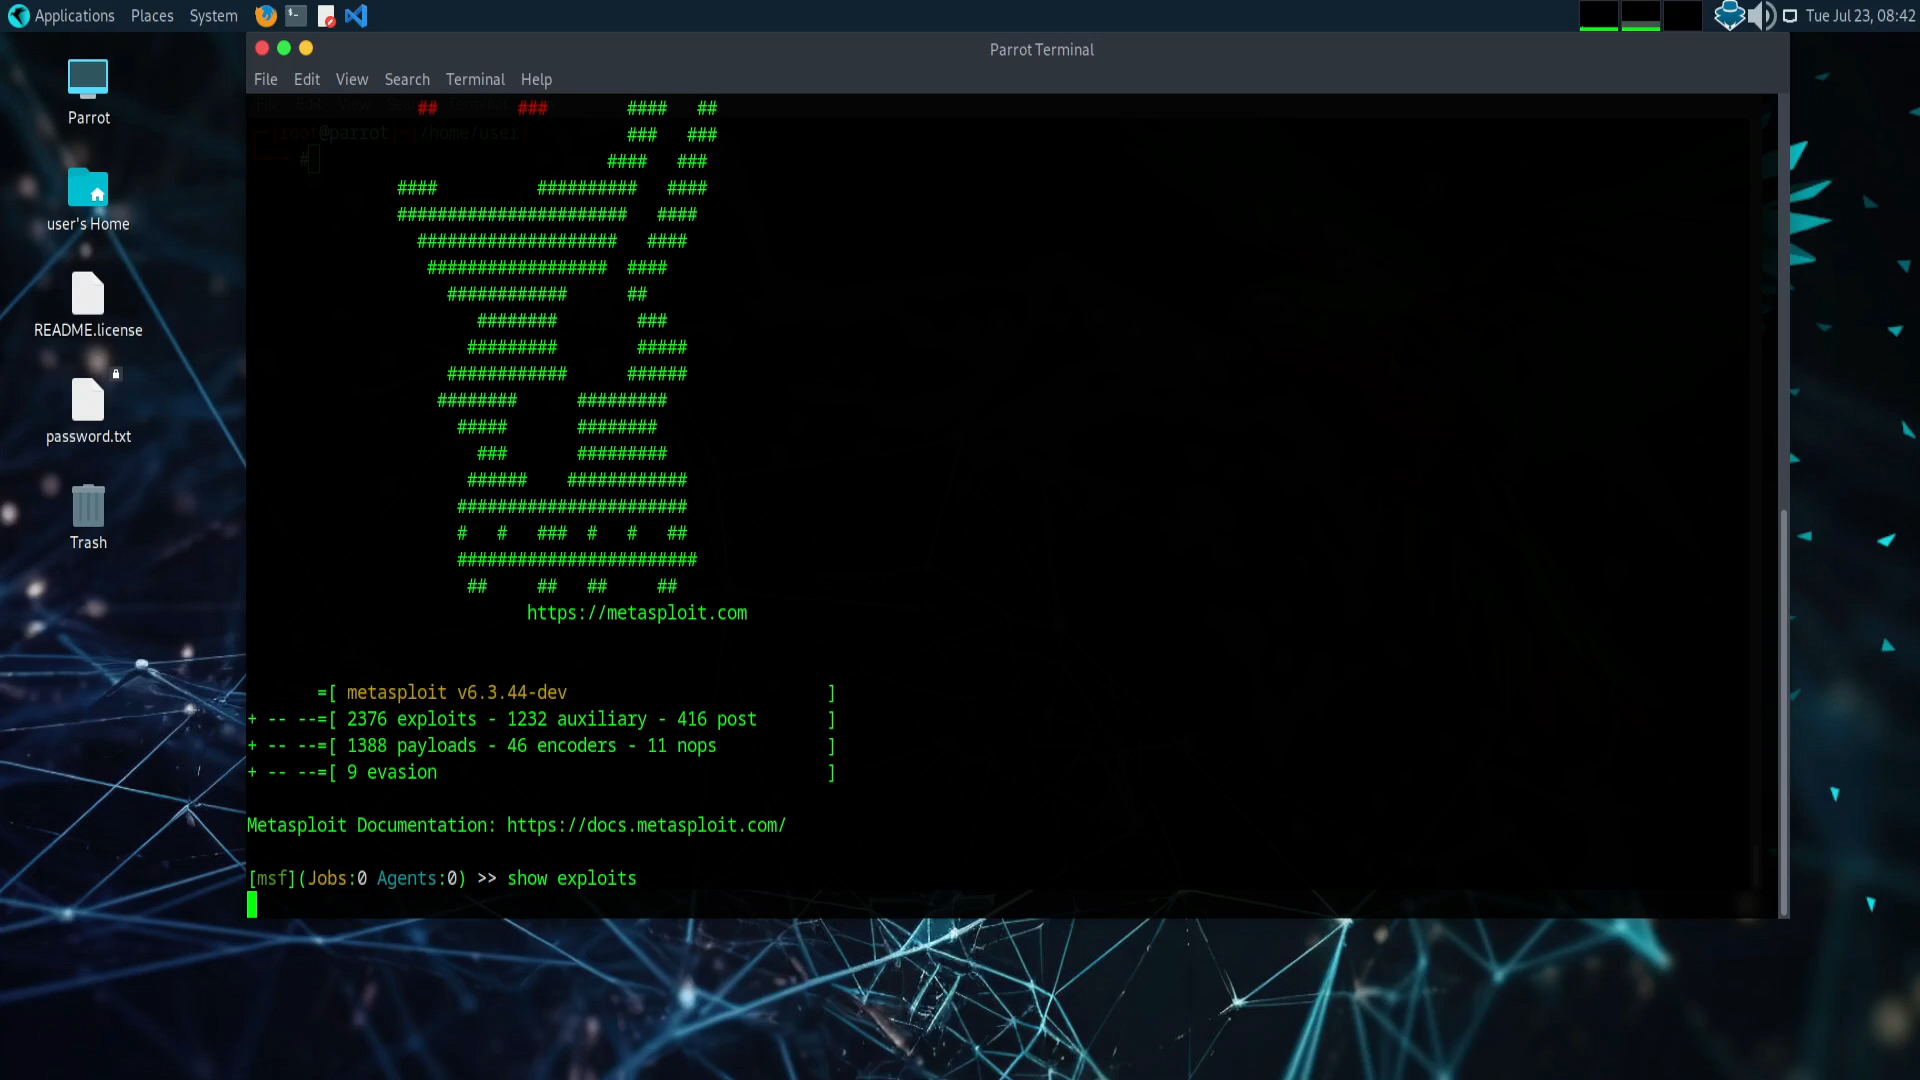 Applications Places System Tue Jul 23, 08:42
Parrot Terminal
File Edit View Search Terminal Help
Parrot
user's Home
README.license
password.txt
Trash
root@parrot /home/user
#
## ### #### ##
### ###
#### ###
#### ########## ####
####################### ####
#################### ####
################## ####
############ ##
######## ###
######### #####
############ ######
######## #########
##### ########
### #########
###### ############
#######################
# # ### # # ##
########################
## ## ## ##
https://metasploit.com
=[ metasploit v6.3.44-dev ]
+ -- --=[ 2376 exploits - 1232 auxiliary - 416 post ]
+ -- --=[ 1388 payloads - 46 encoders - 11 nops ]
+ -- --=[ 9 evasion ]
Metasploit Documentation: https://docs.metasploit.com/
[msf](Jobs:0 Agents:0) >> show exploits